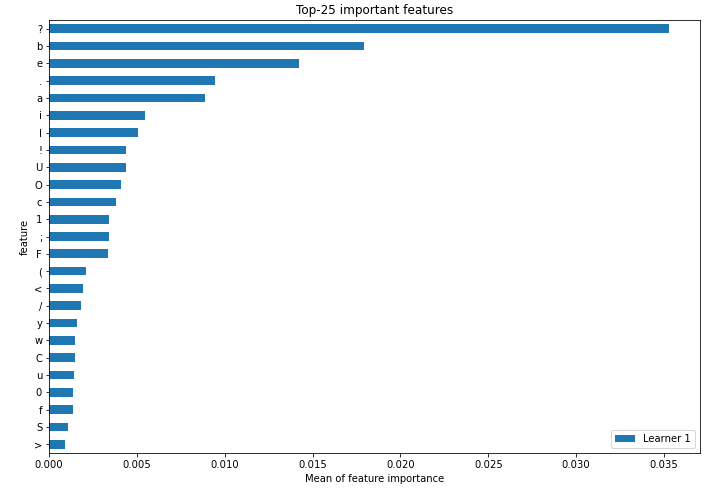 Top-25 important features
?
b
e
.
a
i
I
!
U
O
c
1
;
F
(
<
/
y
w
C
u
0
f
S
>
feature
Learner 1
0.000 0.005 0.010 0.015 0.020 0.025 0.030 0.035
Mean of feature importance